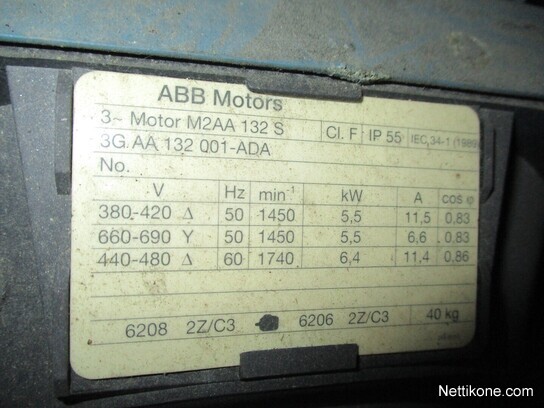 ABB Motors
3~ Motor M2AA 132 S Cl. F IP 55 IEC 34-1
3G AA 132 001-ADA
No.
V Hz min⁻¹ kW A cos φ
380-420 Δ 50 1450 5,5 11,5 0,83
660-690 Y 50 1450 5,5 6,6 0,83
440-480 Δ 60 1740 6,4 11,4 0,86
6208 2Z/C3 6206 2Z/C3 40 kg
Nettikone.com